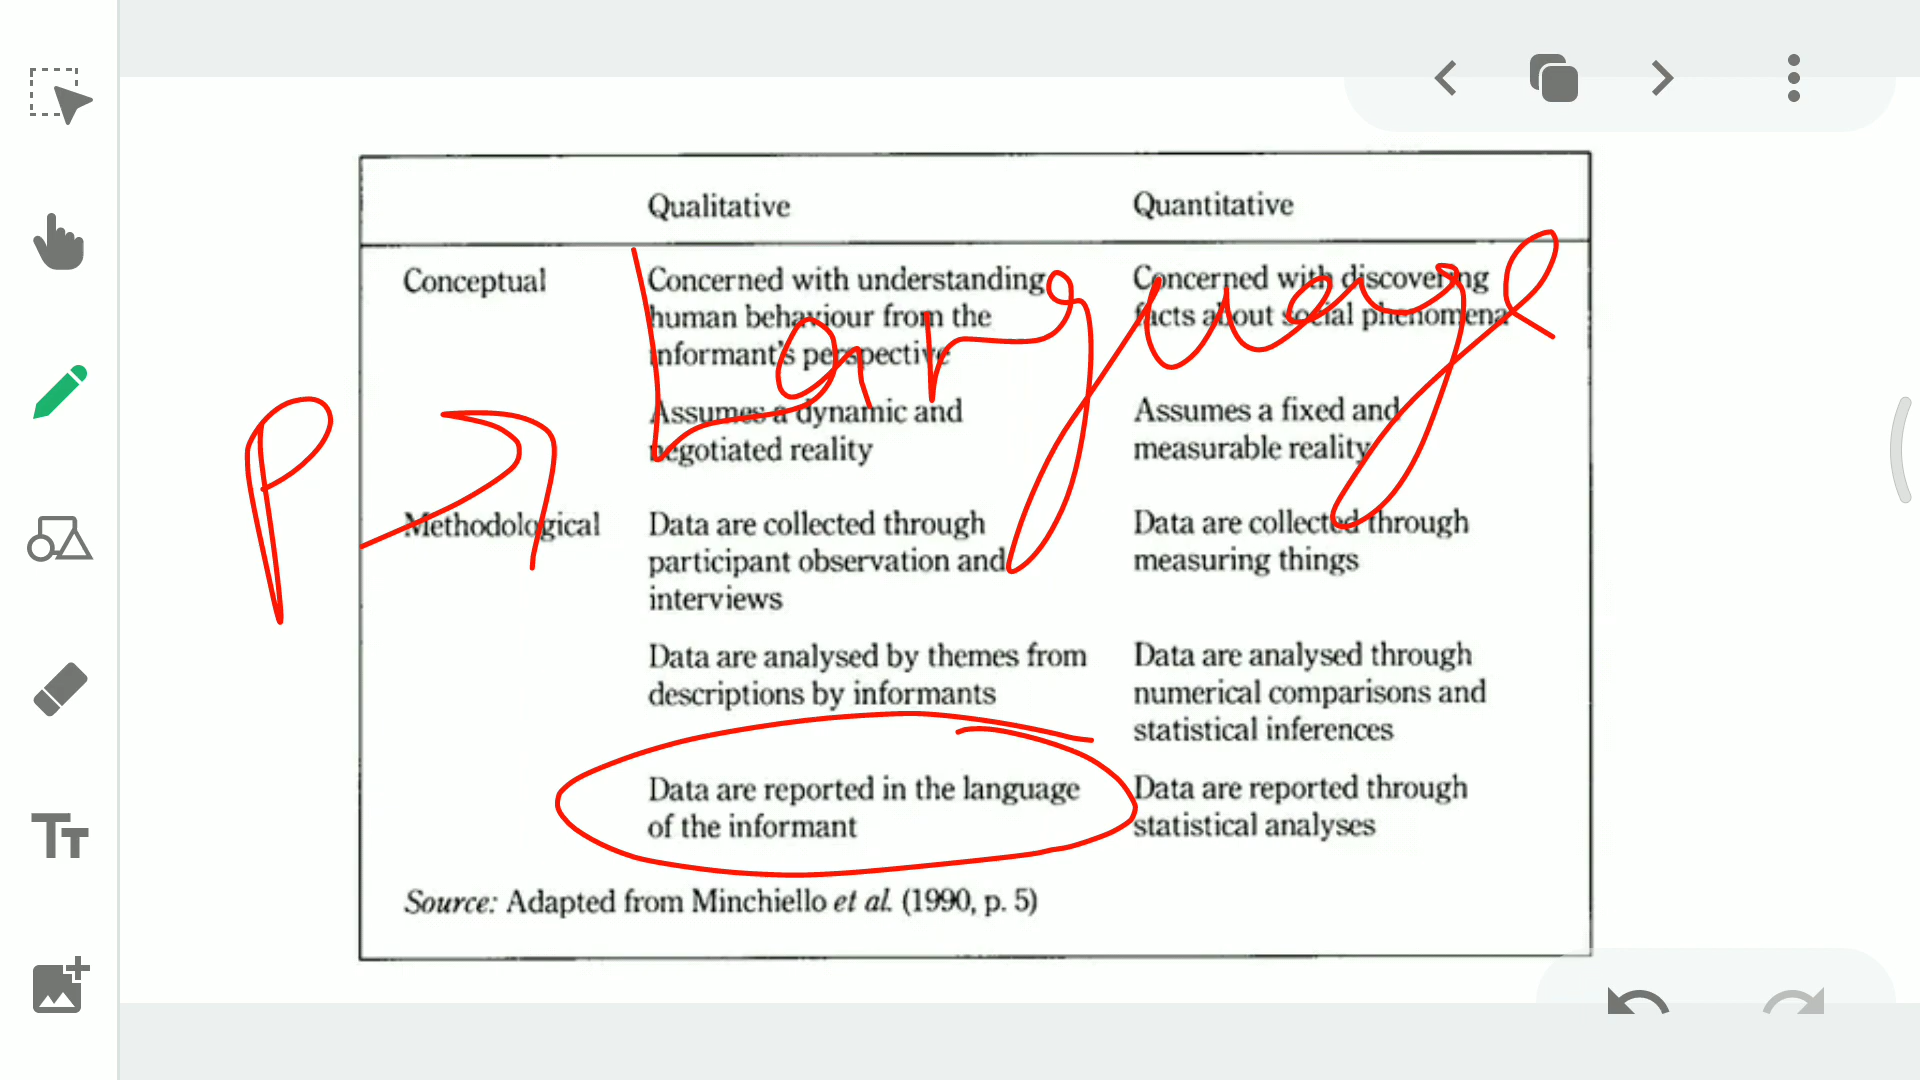 Qualitative Quantitative
Conceptual Concerned with understanding Concerned with discovering
human behaviour from the facts about social phenomena
informant's perspective
Assumes a dynamic and Assumes a fixed and
negotiated reality measurable reality
Methodological Data are collected through Data are collected through
participant observation and measuring things
interviews
Data are analysed by themes from Data are analysed through
descriptions by informants numerical comparisons and
statistical inferences
Data are reported in the language Data are reported through
of the informant statistical analyses
Source: Adapted from Minchiello et al. (1990, p. 5)
Language
P
TT